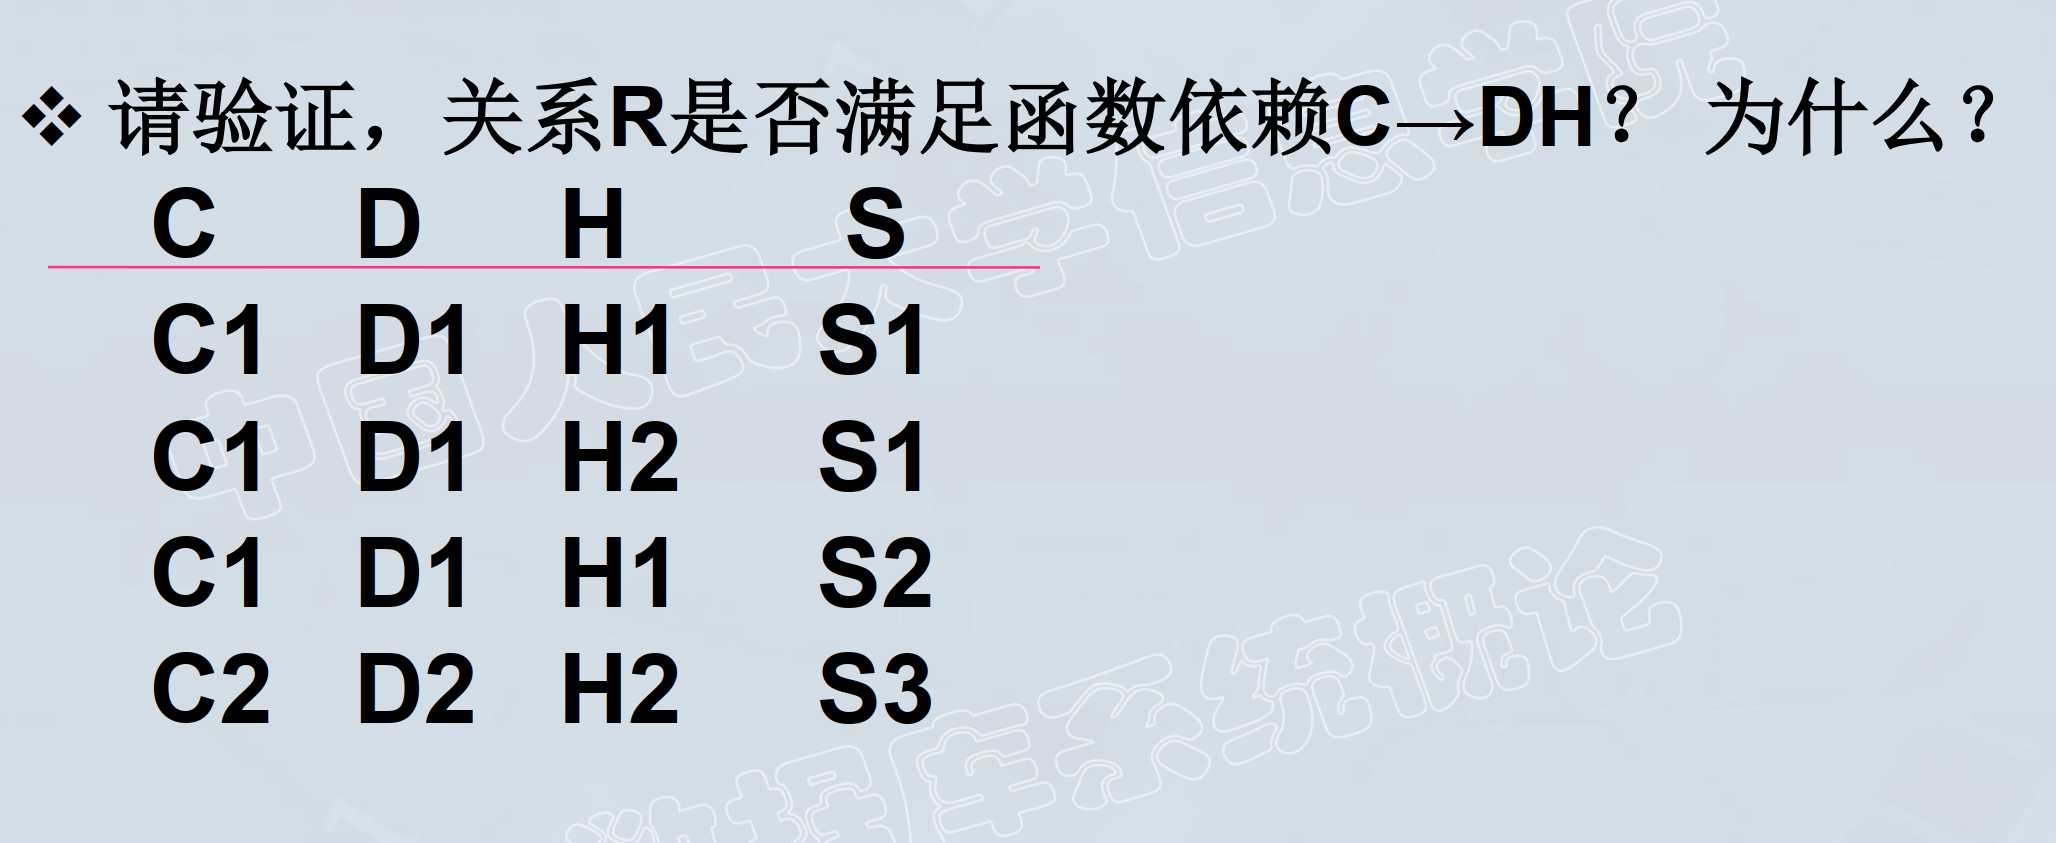 请验证，关系R是否满足函数依赖C→DH？ 为什么？
C D H S
C1 D1 H1 S1
C1 D1 H2 S1
C1 D1 H1 S2
C2 D2 H2 S3
中国人民大学信息学院
数据库系统概论